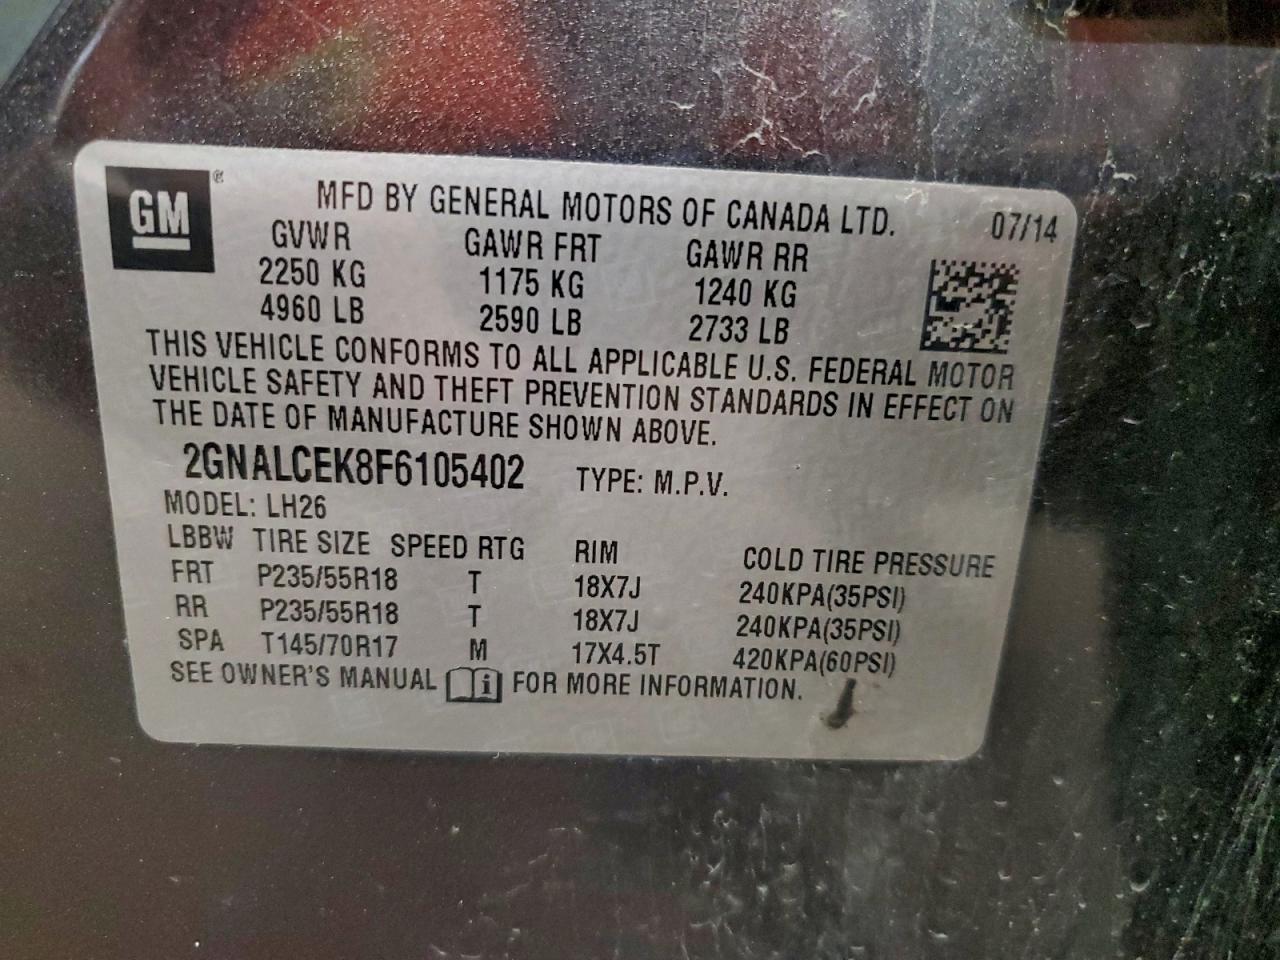 GM®
MFD BY GENERAL MOTORS OF CANADA LTD. 07/14
GVWR GAWR FRT GAWR RR
2250 KG 1175 KG 1240 KG
4960 LB 2590 LB 2733 LB
THIS VEHICLE CONFORMS TO ALL APPLICABLE U.S. FEDERAL MOTOR
VEHICLE SAFETY AND THEFT PREVENTION STANDARDS IN EFFECT ON
THE DATE OF MANUFACTURE SHOWN ABOVE.
2GNALCEK8F6105402 TYPE: M.P.V.
MODEL: LH26
LBBW TIRE SIZE SPEED RTG RIM COLD TIRE PRESSURE
FRT P235/55R18 T 18X7J 240KPA(35PSI)
RR P235/55R18 T 18X7J 240KPA(35PSI)
SPA T145/70R17 M 17X4.5T 420KPA(60PSI)
SEE OWNER'S MANUAL i FOR MORE INFORMATION.